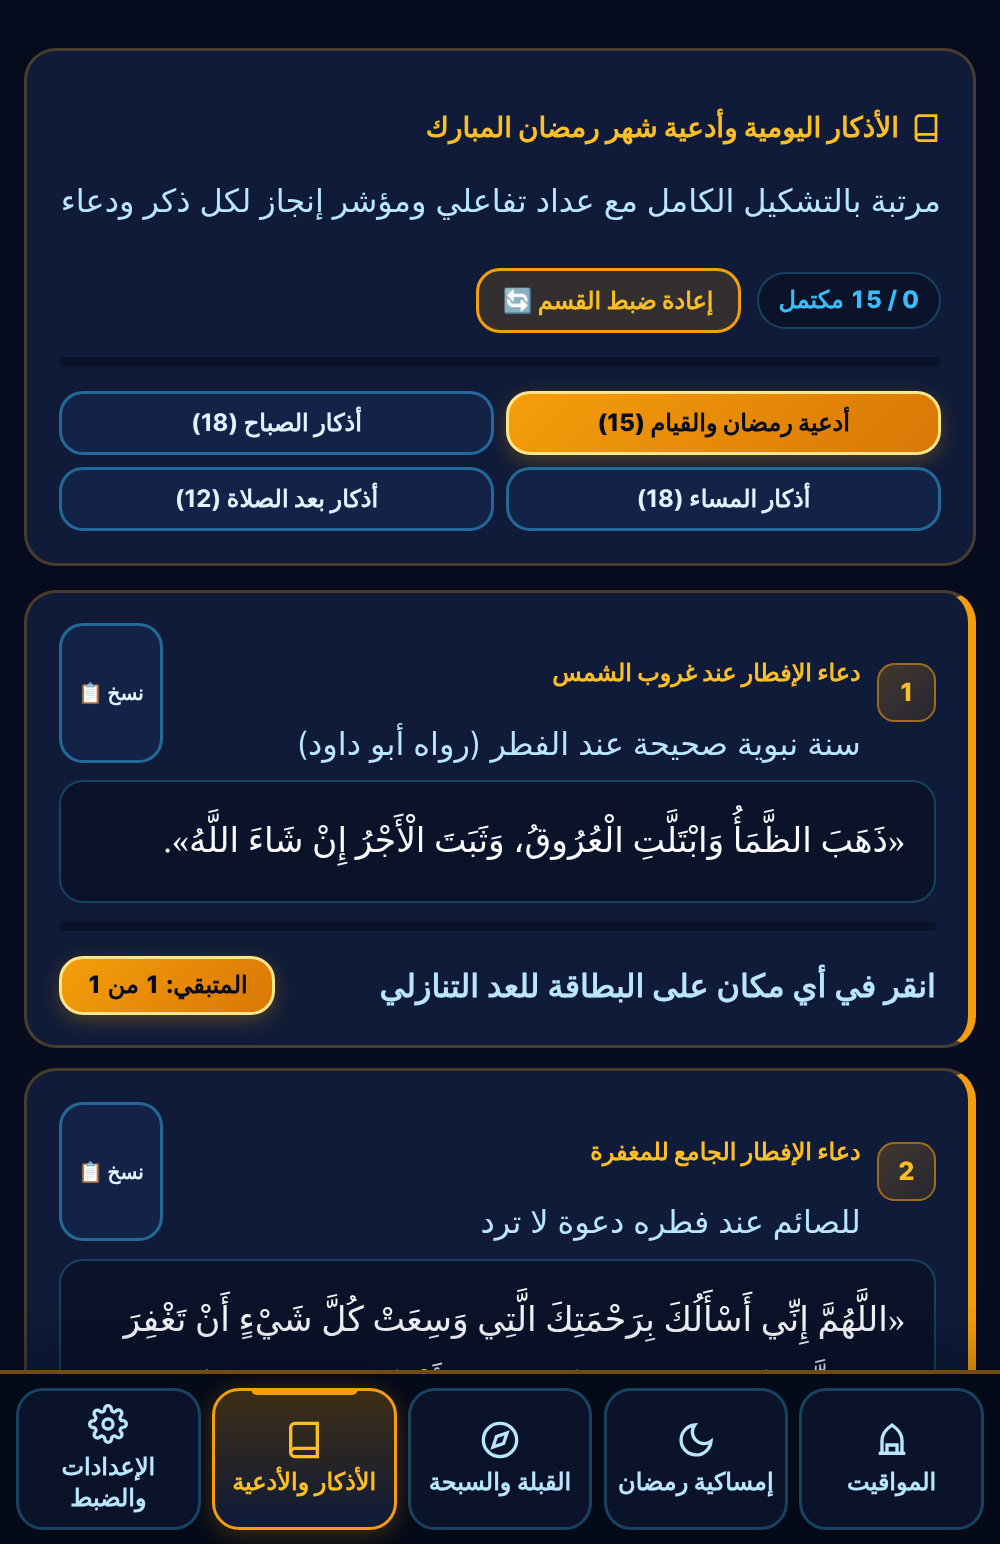 الأذكار اليومية وأدعية شهر رمضان المبارك
مرتبة بالتشكيل الكامل مع عداد تفاعلي ومؤشر إنجاز لكل ذكر ودعاء
0 / 15 مكتمل
إعادة ضبط القسم 🔄
أدعية رمضان والقيام (15)
أذكار الصباح (18)
أذكار المساء (18)
أذكار بعد الصلاة (12)
1
دعاء الإفطار عند غروب الشمس
سنة نبوية صحيحة عند الفطر (رواه أبو داود)
نسخ 📋
«ذَهَبَ الظَّمَأُ وَابْتَلَّتِ الْعُرُوقُ، وَثَبَتَ الْأَجْرُ إِنْ شَاءَ اللَّهُ».
انقر في أي مكان على البطاقة للعد التنازلي
المتبقي: 1 من 1
2
دعاء الإفطار الجامع للمغفرة
للصائم عند فطره دعوة لا ترد
نسخ 📋
«اللَّهُمَّ إِنِّي أَسْأَلُكَ بِرَحْمَتِكَ الَّتِي وَسِعَتْ كُلَّ شَيْءٍ أَنْ تَغْفِرَ
المواقيت
إمساكية رمضان
القبلة والسبحة
الأذكار والأدعية
الإعدادات
والضبط